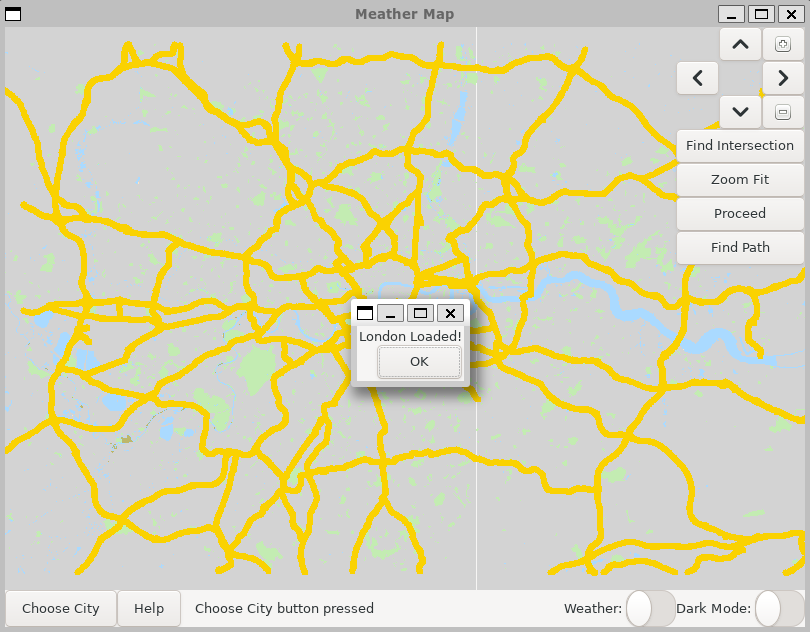 Meather Map
Find Intersection
Zoom Fit
Proceed
Find Path
London Loaded!
OK
Choose City
Help
Choose City button pressed
Weather:
Dark Mode: